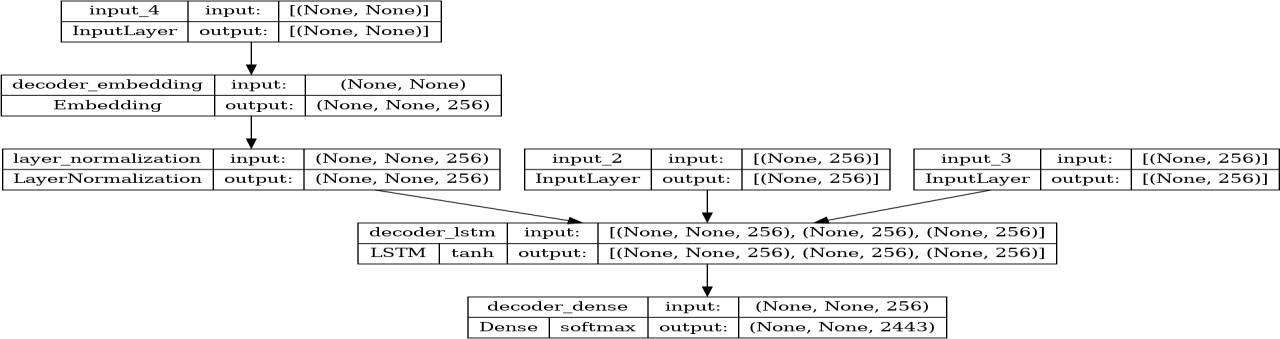 input_4 input: [(None, None)]
InputLayer output: [(None, None)]
decoder_embedding input: (None, None)
Embedding output: (None, None, 256)
layer_normalization input: (None, None, 256)
LayerNormalization output: (None, None, 256)
input_2 input: [(None, 256)]
InputLayer output: [(None, 256)]
input_3 input: [(None, 256)]
InputLayer output: [(None, 256)]
decoder_lstm input: [(None, None, 256), (None, 256), (None, 256)]
LSTM tanh output: [(None, None, 256), (None, 256), (None, 256)]
decoder_dense input: (None, None, 256)
Dense softmax output: (None, None, 2443)